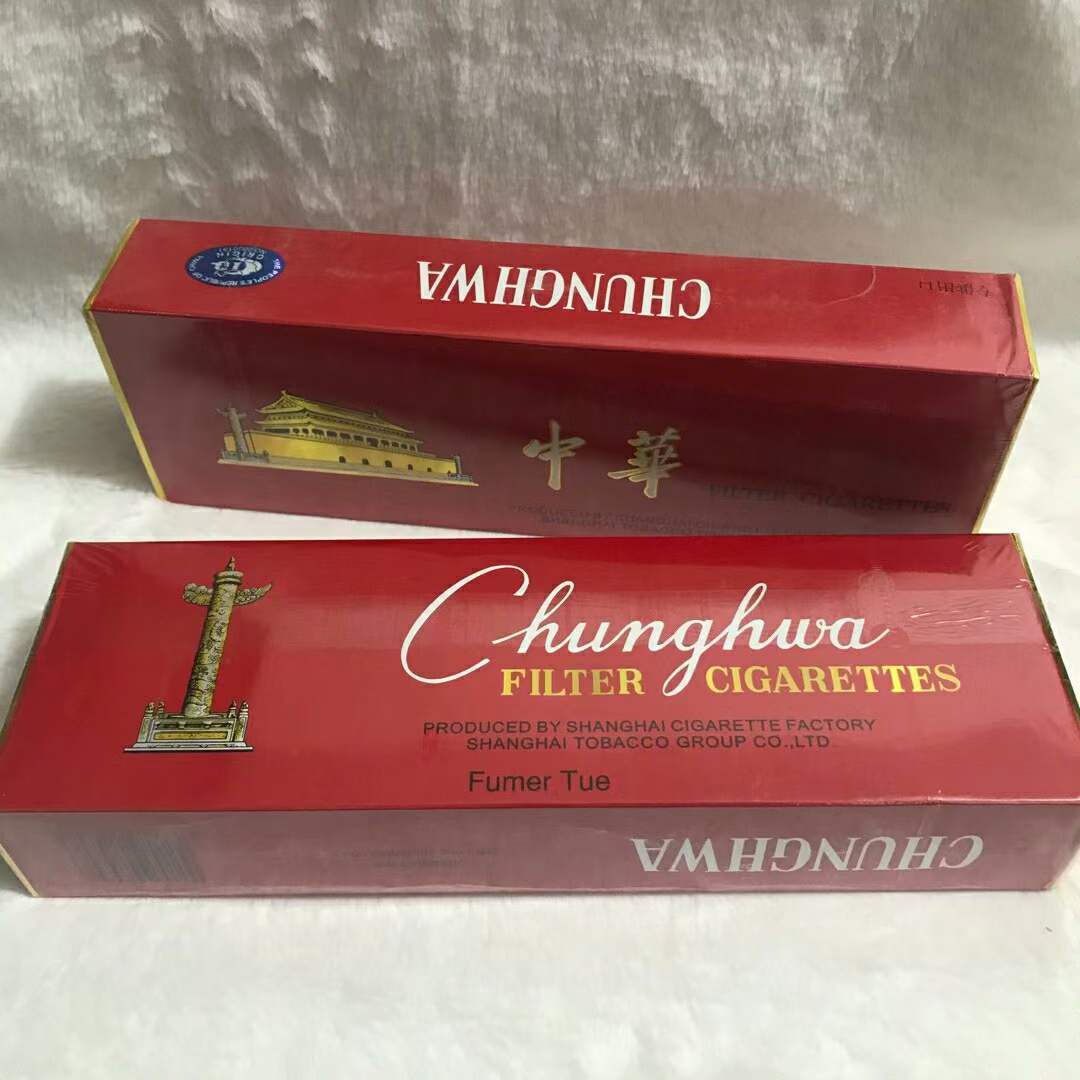 CHUNGHWA
中華
FILTER CIGARETTES
Chunghwa
FILTER CIGARETTES
PRODUCED BY SHANGHAI CIGARETTE FACTORY
SHANGHAI TOBACCO GROUP CO.,LTD
Fumer Tue
CHUNGHWA